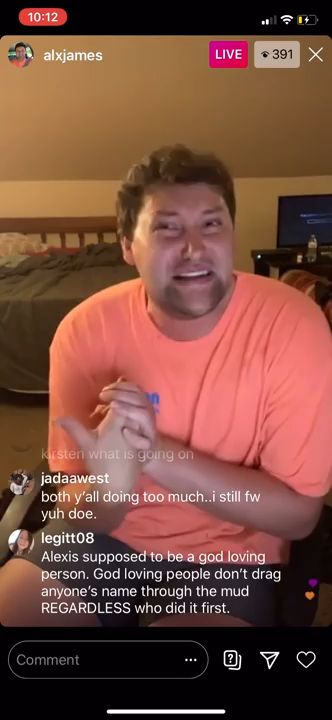 10:12
alxjames
LIVE
391
kirsten what is going on
jadaawest
both y'all doing too much..i still fw
yuh doe.
legitt08
Alexis supposed to be a god loving
person. God loving people don't drag
anyone's name through the mud
REGARDLESS who did it first.
Comment